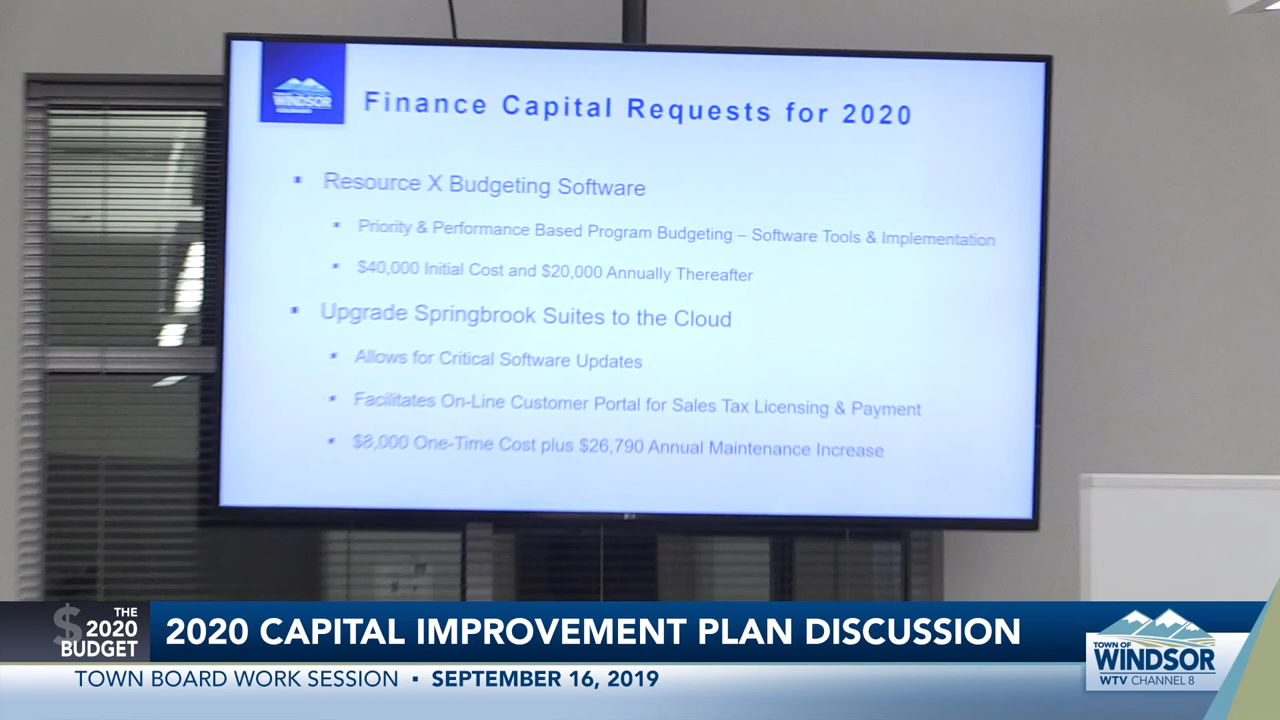 WINDSOR
COLORADO
Finance Capital Requests for 2020
▪ Resource X Budgeting Software
▪ Priority & Performance Based Program Budgeting – Software Tools & Implementation
▪ $40,000 Initial Cost and $20,000 Annually Thereafter
▪ Upgrade Springbrook Suites to the Cloud
▪ Allows for Critical Software Updates
▪ Facilitates On-Line Customer Portal for Sales Tax Licensing & Payment
▪ $8,000 One-Time Cost plus $26,790 Annual Maintenance Increase
LG
$ THE
2020
BUDGET
2020 CAPITAL IMPROVEMENT PLAN DISCUSSION
TOWN BOARD WORK SESSION ▪ SEPTEMBER 16, 2019
TOWN OF
WINDSOR
WTV CHANNEL 8